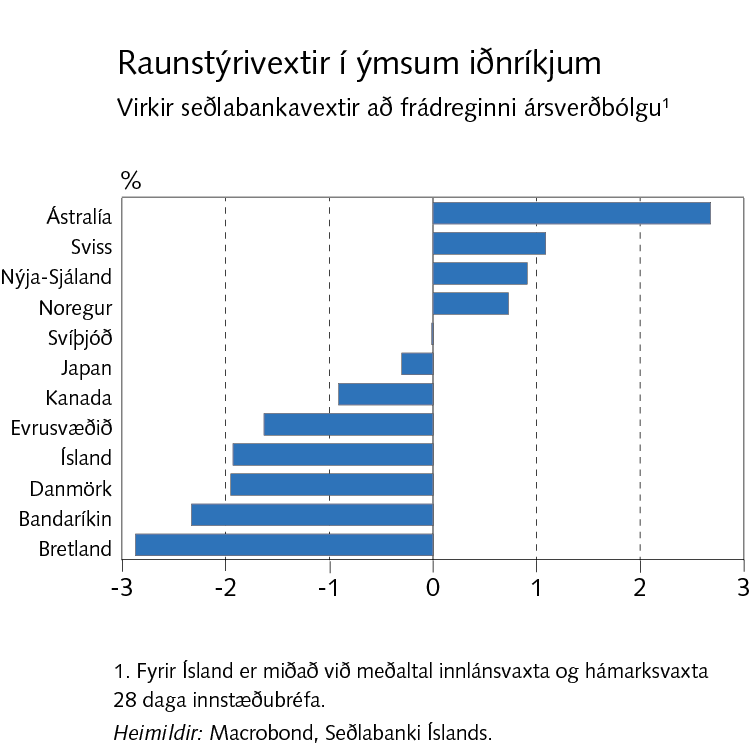 Raunstýrivextir í ýmsum iðnríkjum
Virkir seðlabankavextir að frádreginni ársverðbólgu¹
%
Ástralía
Sviss
Nýja-Sjáland
Noregur
Svíþjóð
Japan
Kanada
Evrusvæðið
Ísland
Danmörk
Bandaríkin
Bretland
-3 -2 -1 0 1 2 3
1. Fyrir Ísland er miðað við meðaltal innlánsvaxta og hámarksvaxta
28 daga innstæðubréfa.
Heimildir: Macrobond, Seðlabanki Íslands.